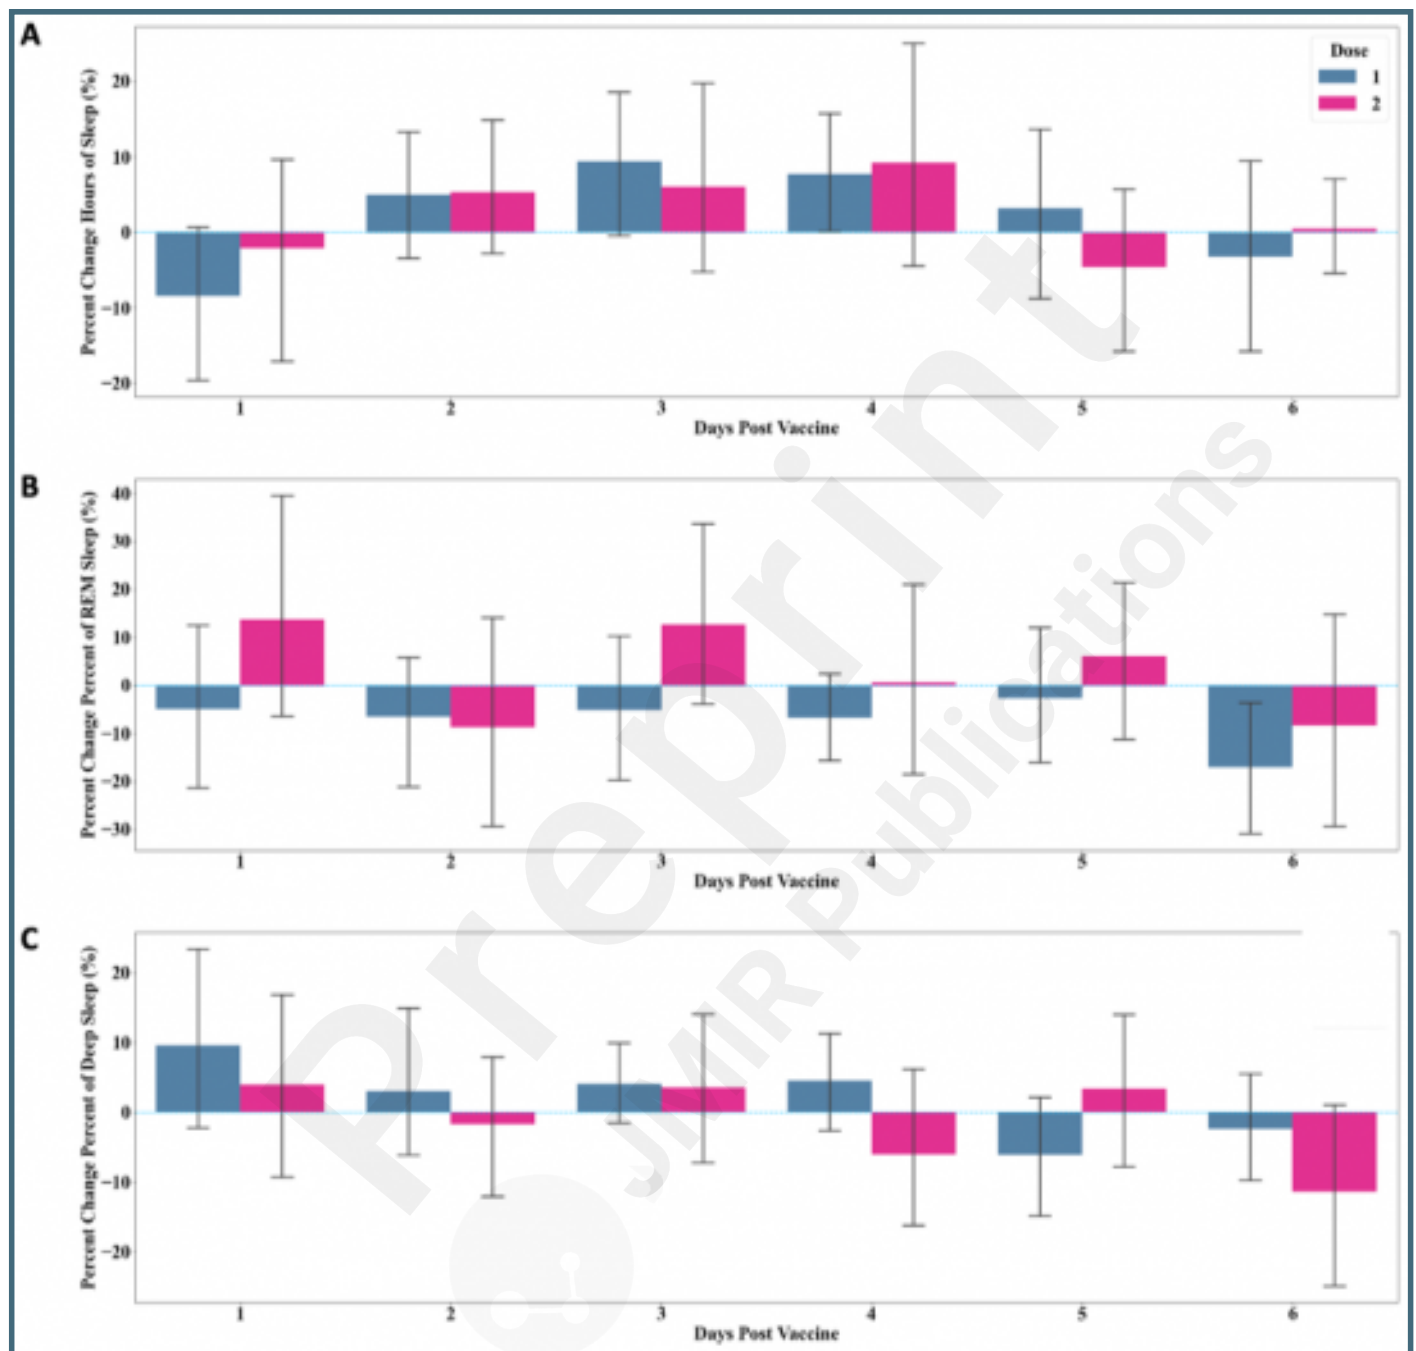 A
Percent Change Hours of Sleep (%)
20
10
0
−10
−20
Dose
1
2
1 2 3 4 5 6
Days Post Vaccine
B
Percent Change Percent of REM Sleep (%)
40
30
20
10
0
−10
−20
−30
1 2 3 4 5 6
Days Post Vaccine
C
Percent Change Percent of Deep Sleep (%)
20
10
0
−10
−20
1 2 3 4 5 6
Days Post Vaccine
Preprint
JMIR Publications